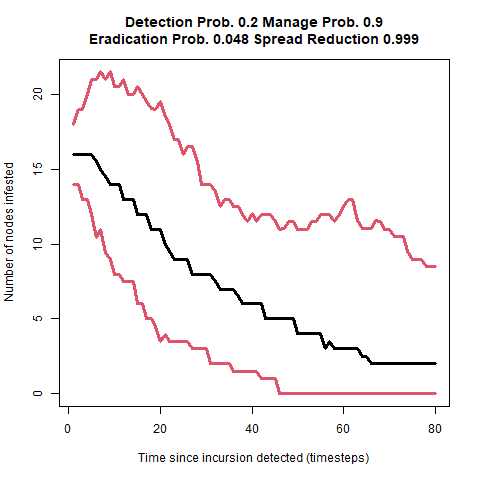 Detection Prob. 0.2 Manage Prob. 0.9
Eradication Prob. 0.048 Spread Reduction 0.999
Number of nodes infested
20
15
10
5
0
0 20 40 60 80
Time since incursion detected (timesteps)